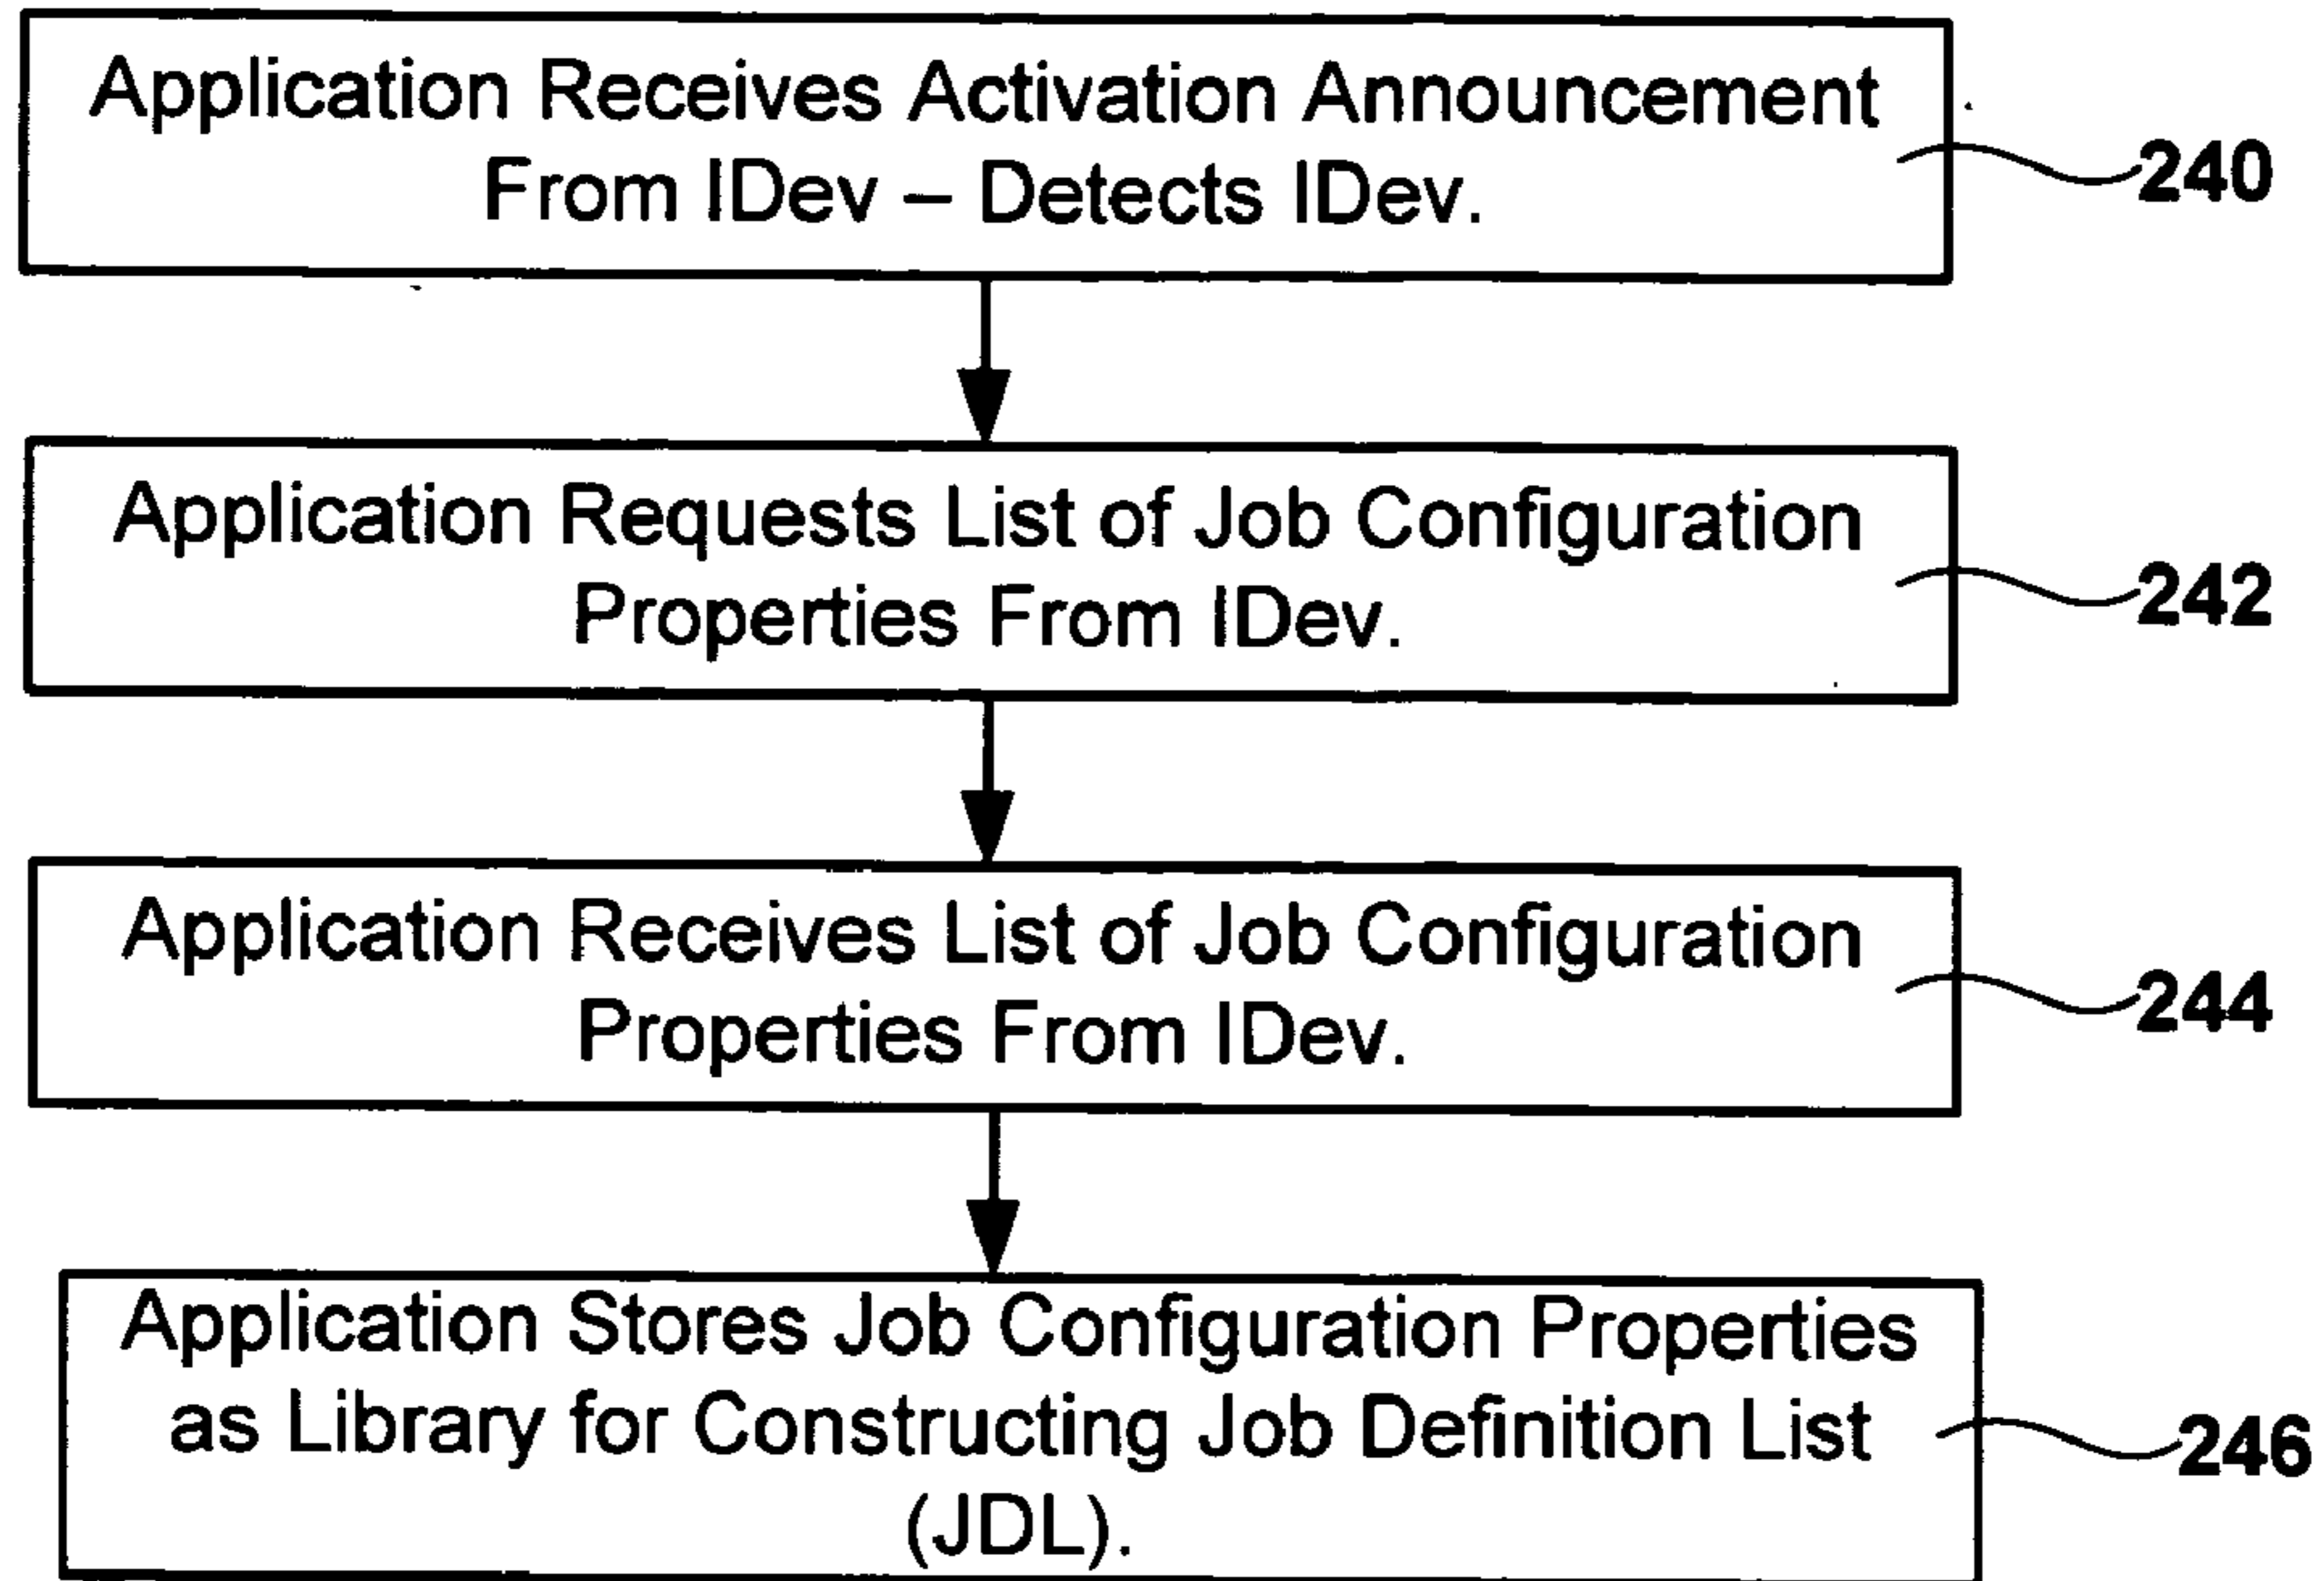 Application Receives Activation Announcement
From IDev – Detects IDev.
240
Application Requests List of Job Configuration
Properties From IDev.
242
Application Receives List of Job Configuration
Properties From IDev.
244
Application Stores Job Configuration Properties
as Library for Constructing Job Definition List
(JDL).
246